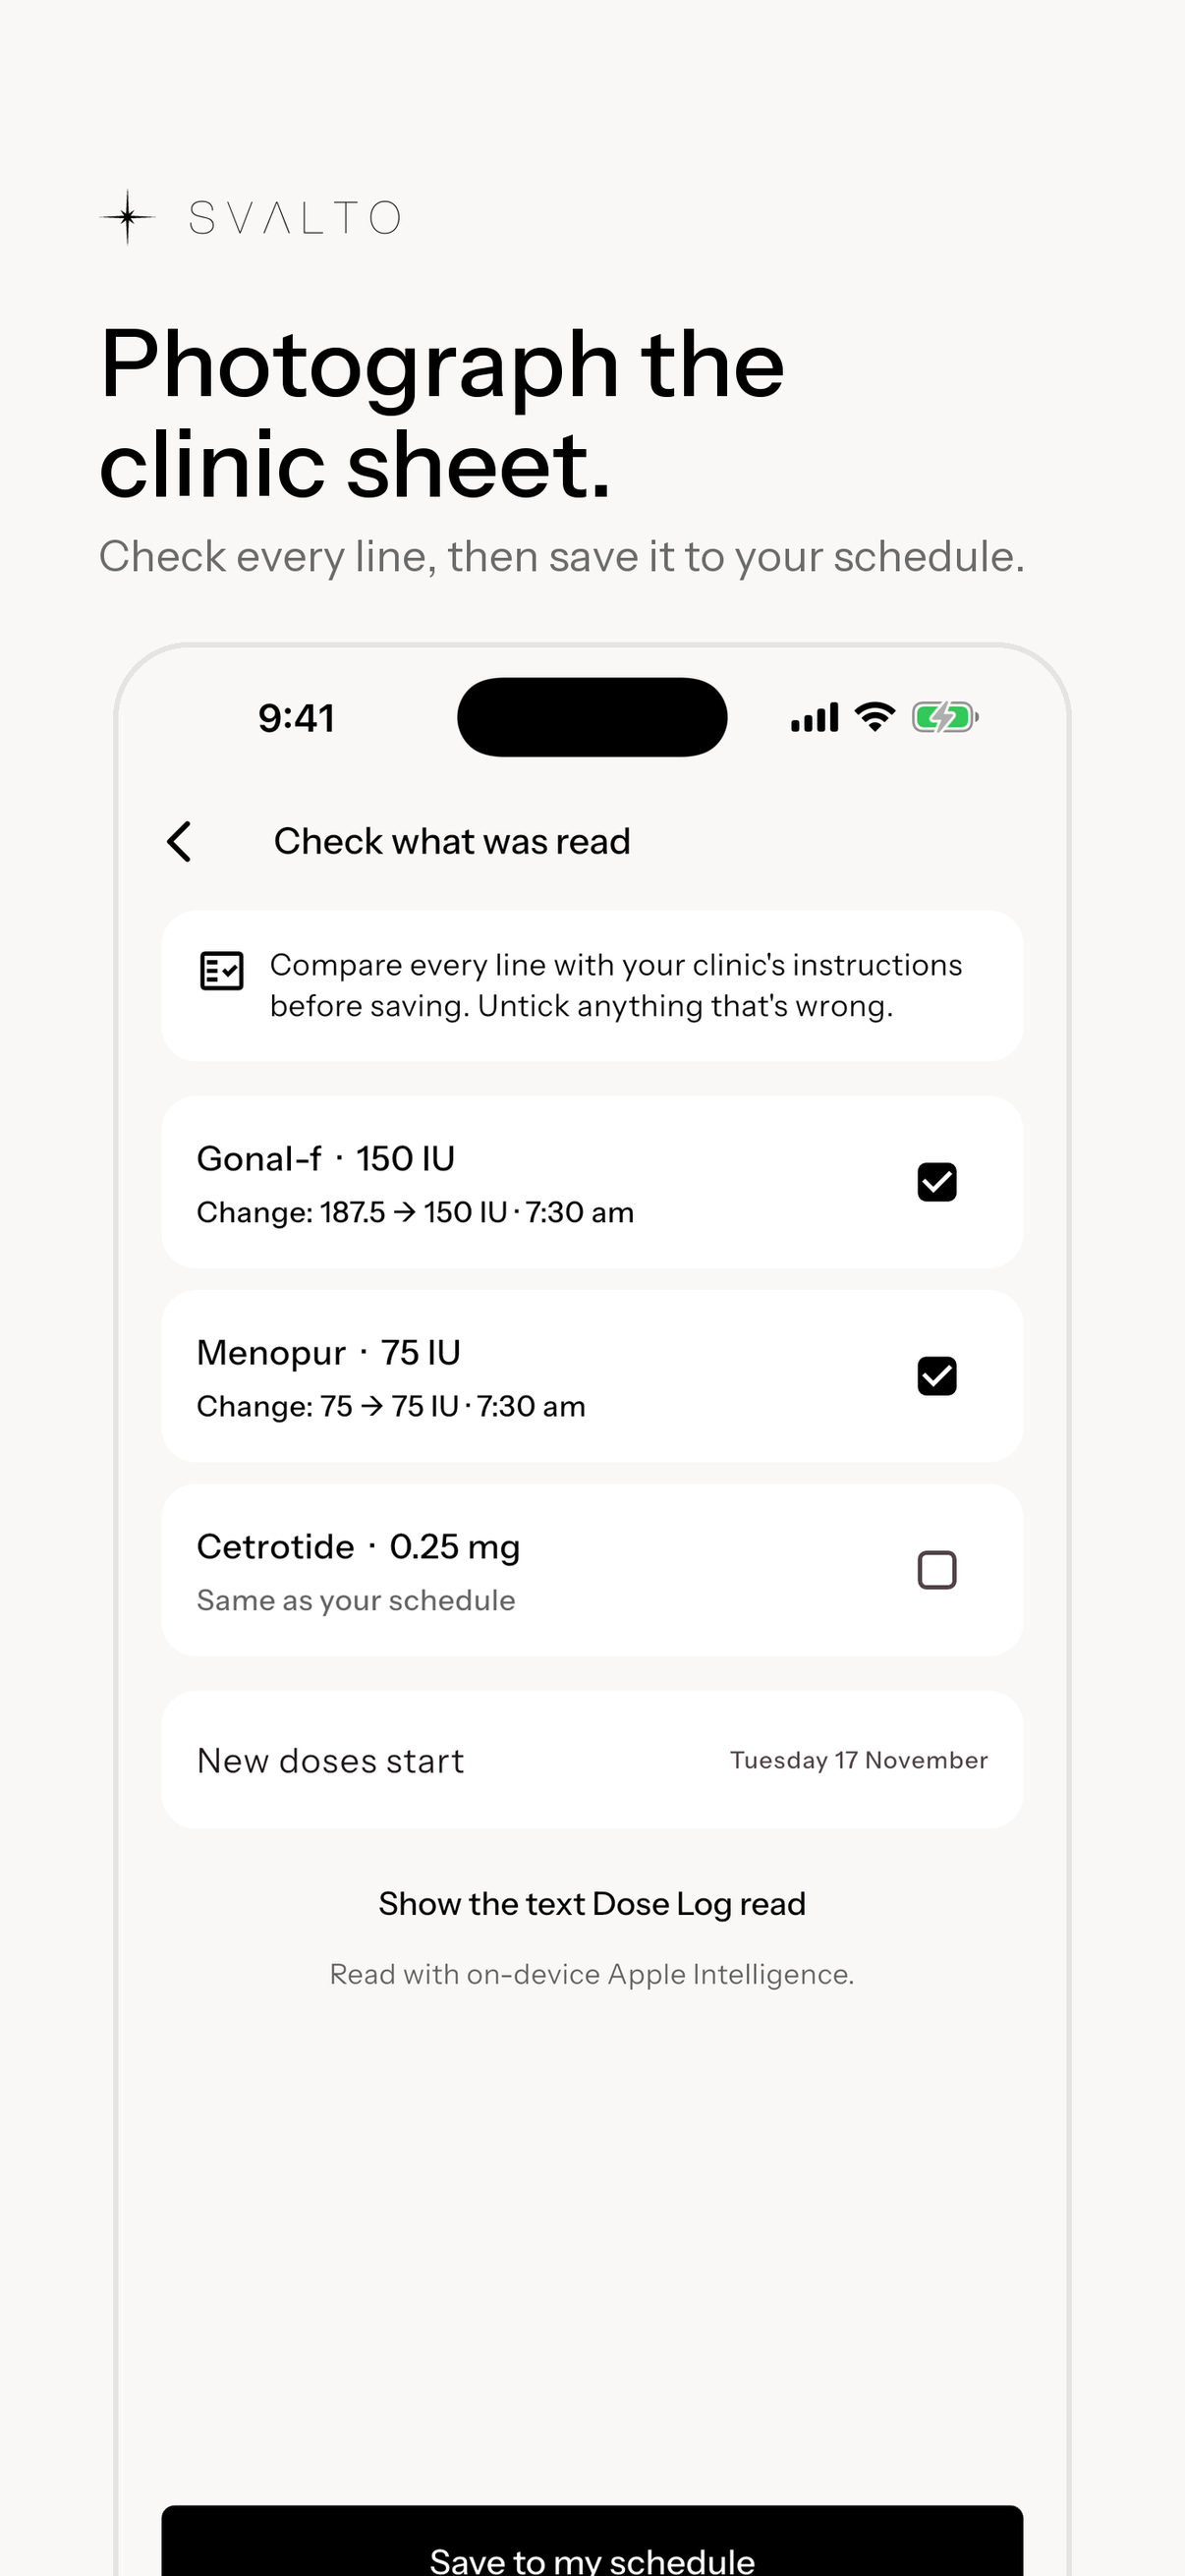 SVALTO
Photograph the
clinic sheet.
Check every line, then save it to your schedule.
9:41
Check what was read
Compare every line with your clinic's instructions
before saving. Untick anything that's wrong.
Gonal-f · 150 IU
Change: 187.5 → 150 IU · 7:30 am
Menopur · 75 IU
Change: 75 → 75 IU · 7:30 am
Cetrotide · 0.25 mg
Same as your schedule
New doses start
Tuesday 17 November
Show the text Dose Log read
Read with on-device Apple Intelligence.
Save to my schedule